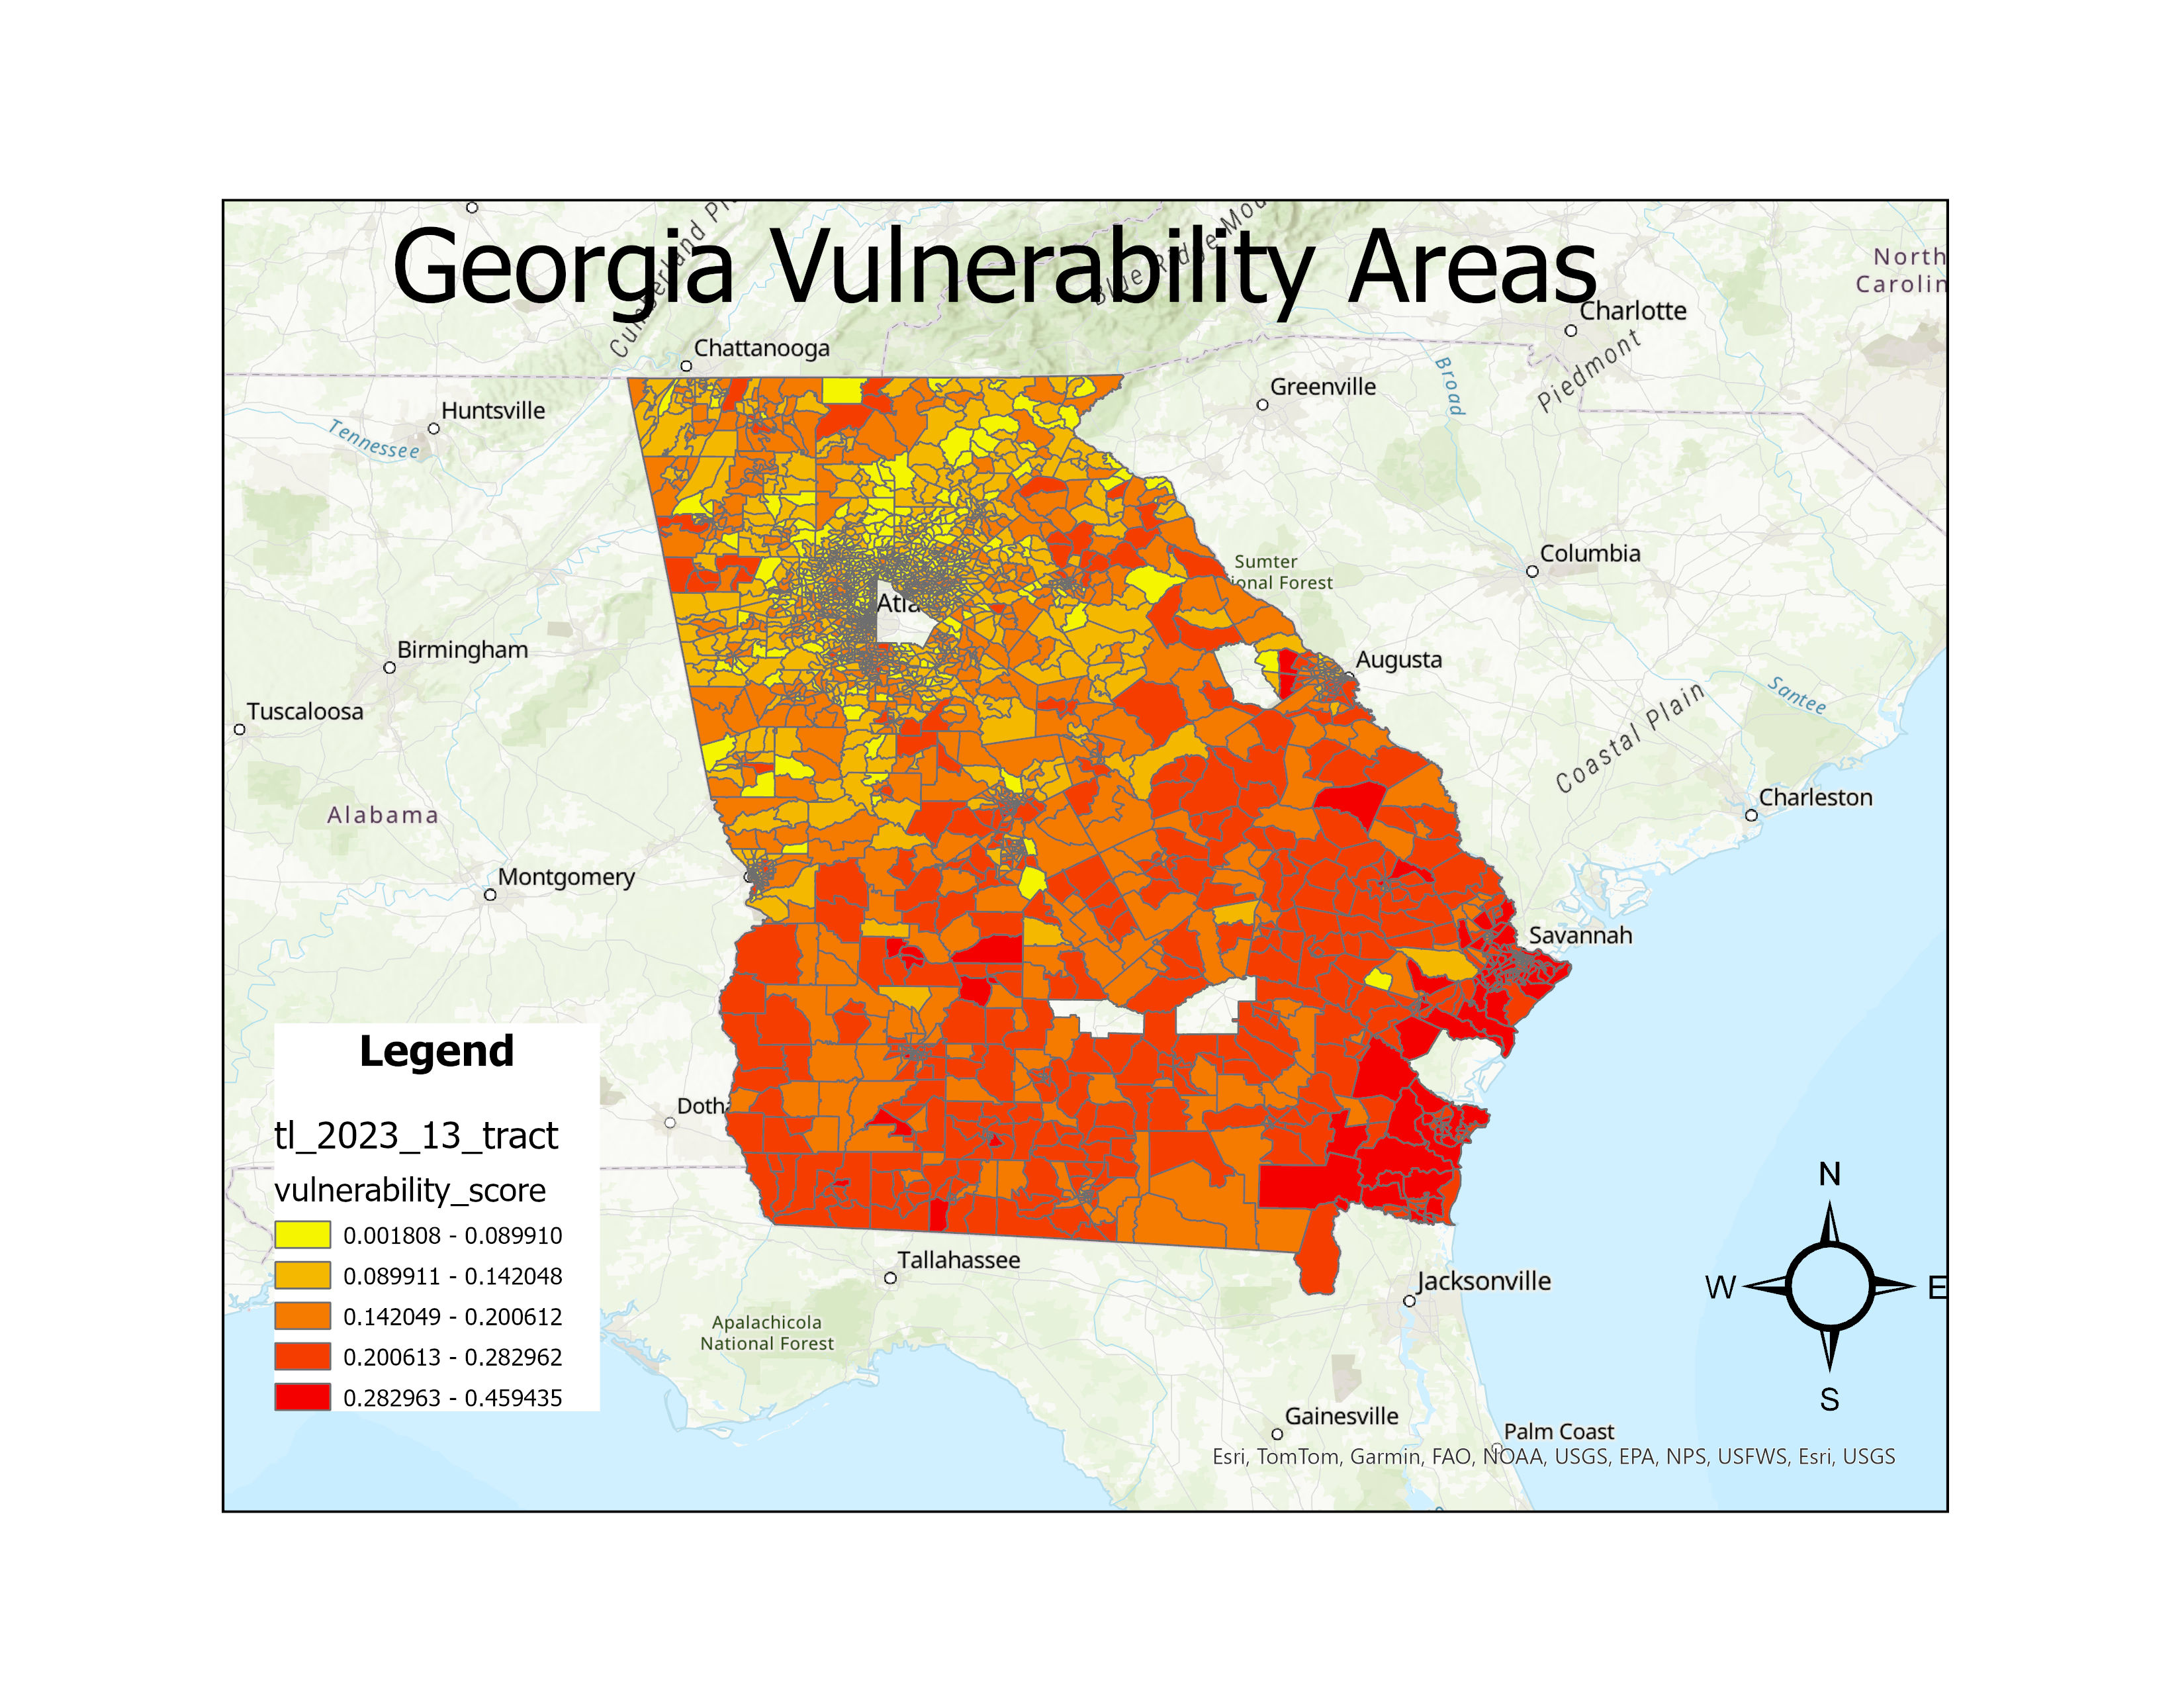 Georgia Vulnerability Areas
Blue Ridge
North
Carolin
Charlotte
Piedmont
Chattanooga
Greenville
Broad
Huntsville
Tennessee
Columbia
Sumter
ional Forest
Atla
Birmingham
Augusta
Tuscaloosa
Santee
Coastal Plain
Charleston
Alabama
Montgomery
Savannah
Legend
Doth
tl_2023_13_tract
vulnerability_score
0.001808 - 0.089910
0.089911 - 0.142048
0.142049 - 0.200612
0.200613 - 0.282962
0.282963 - 0.459435
N
W
E
S
Tallahassee
Jacksonville
Apalachicola
National Forest
Gainesville
Palm Coast
Esri, TomTom, Garmin, FAO, NOAA, USGS, EPA, NPS, USFWS, Esri, USGS